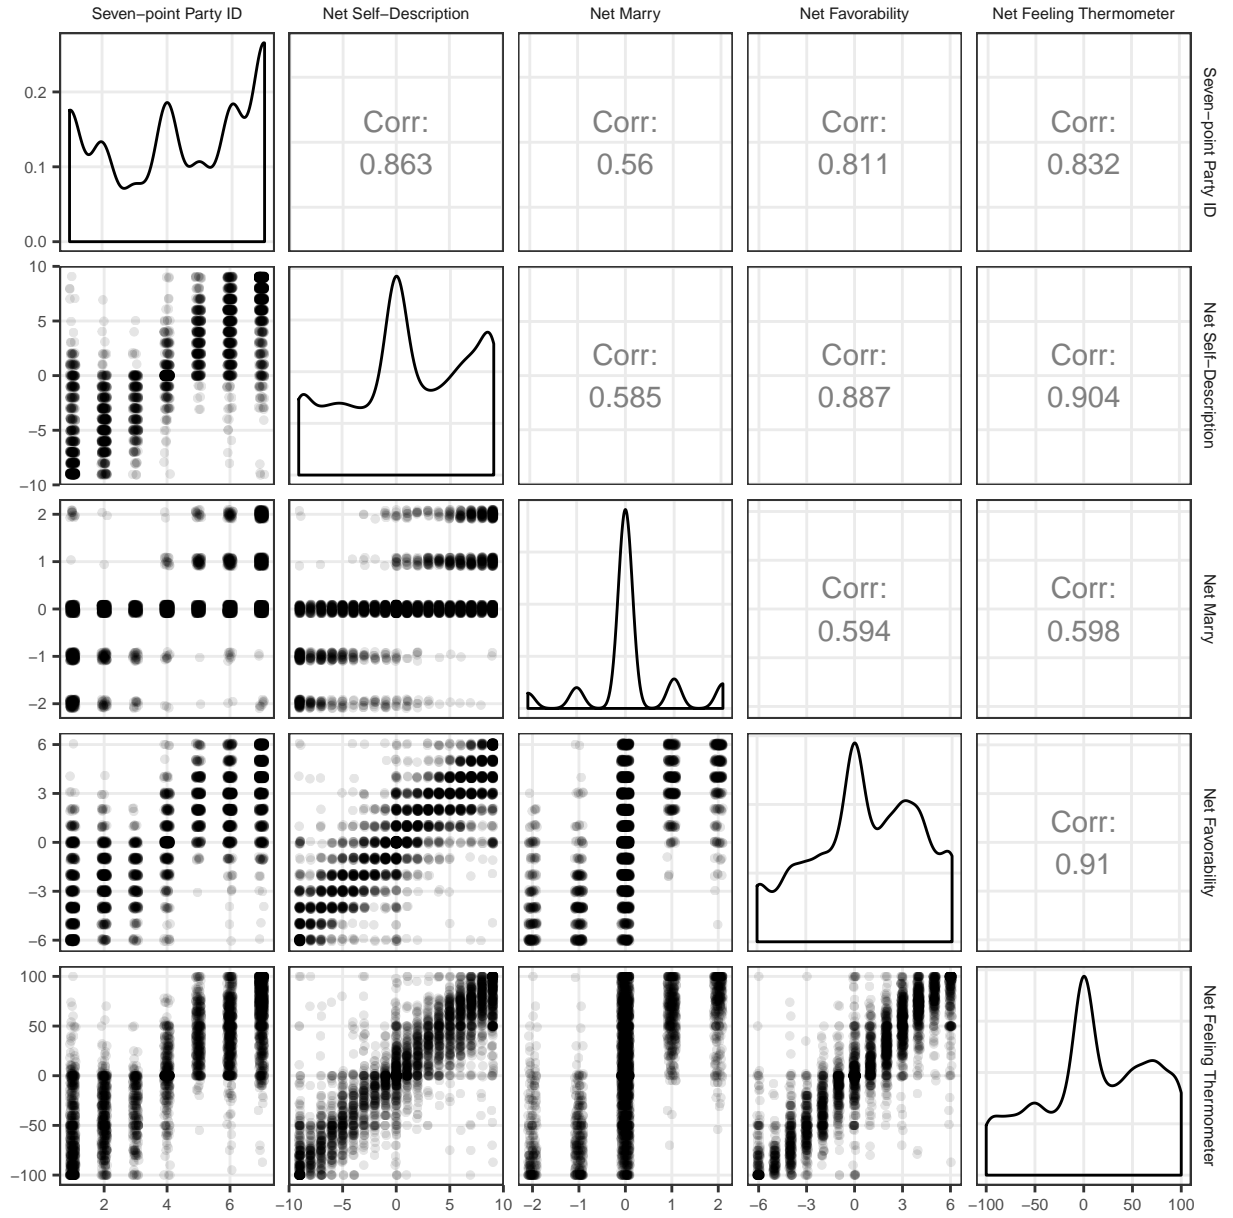 Seven−point Party ID
Net Self−Description
Net Marry
Net Favorability
Net Feeling Thermometer
0.2
0.1
0.0
Corr:
0.863
Corr:
0.56
Corr:
0.811
Corr:
0.832
Seven−point Party ID
10
5
0
−5
−10
Corr:
0.585
Corr:
0.887
Corr:
0.904
Net Self−Description
2
1
0
−1
−2
Corr:
0.594
Corr:
0.598
Net Marry
6
3
0
−3
−6
Corr:
0.91
Net Favorability
100
50
0
−50
−100
Net Feeling Thermometer
2 4 6
−10 −5 0 5 10
−2 −1 0 1 2
−6 −3 0 3 6
−100 −50 0 50 100